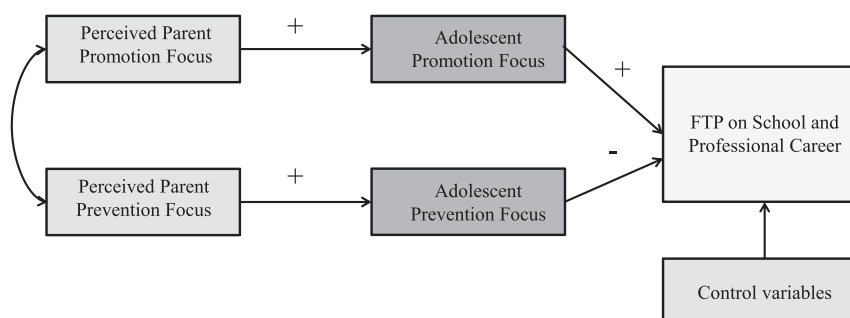 Perceived Parent
Promotion Focus
+
Adolescent
Promotion Focus
+
FTP on School and
Professional Career
-
Perceived Parent
Prevention Focus
+
Adolescent
Prevention Focus
Control variables